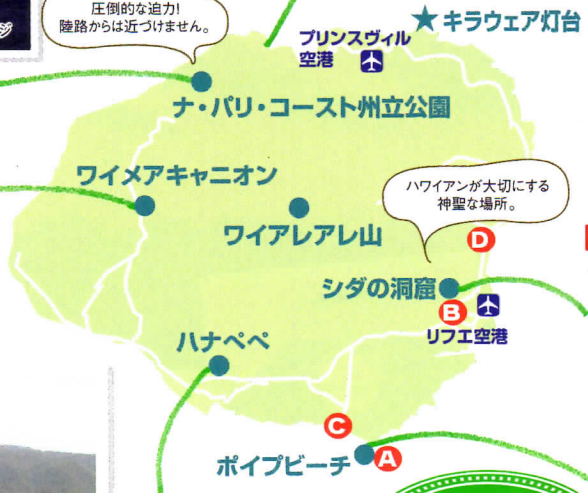 圧倒的な迫力!
陸路からは近づけません。
★キラウェア灯台
プリンスヴィル
空港
ナ・パリ・コースト州立公園
ワイメアキャニオン
ハワイアンが大切にする
神聖な場所。
ワイアレアレ山
D
シダの洞窟
B
リフエ空港
ハナペペ
C
ポイプビーチ
A